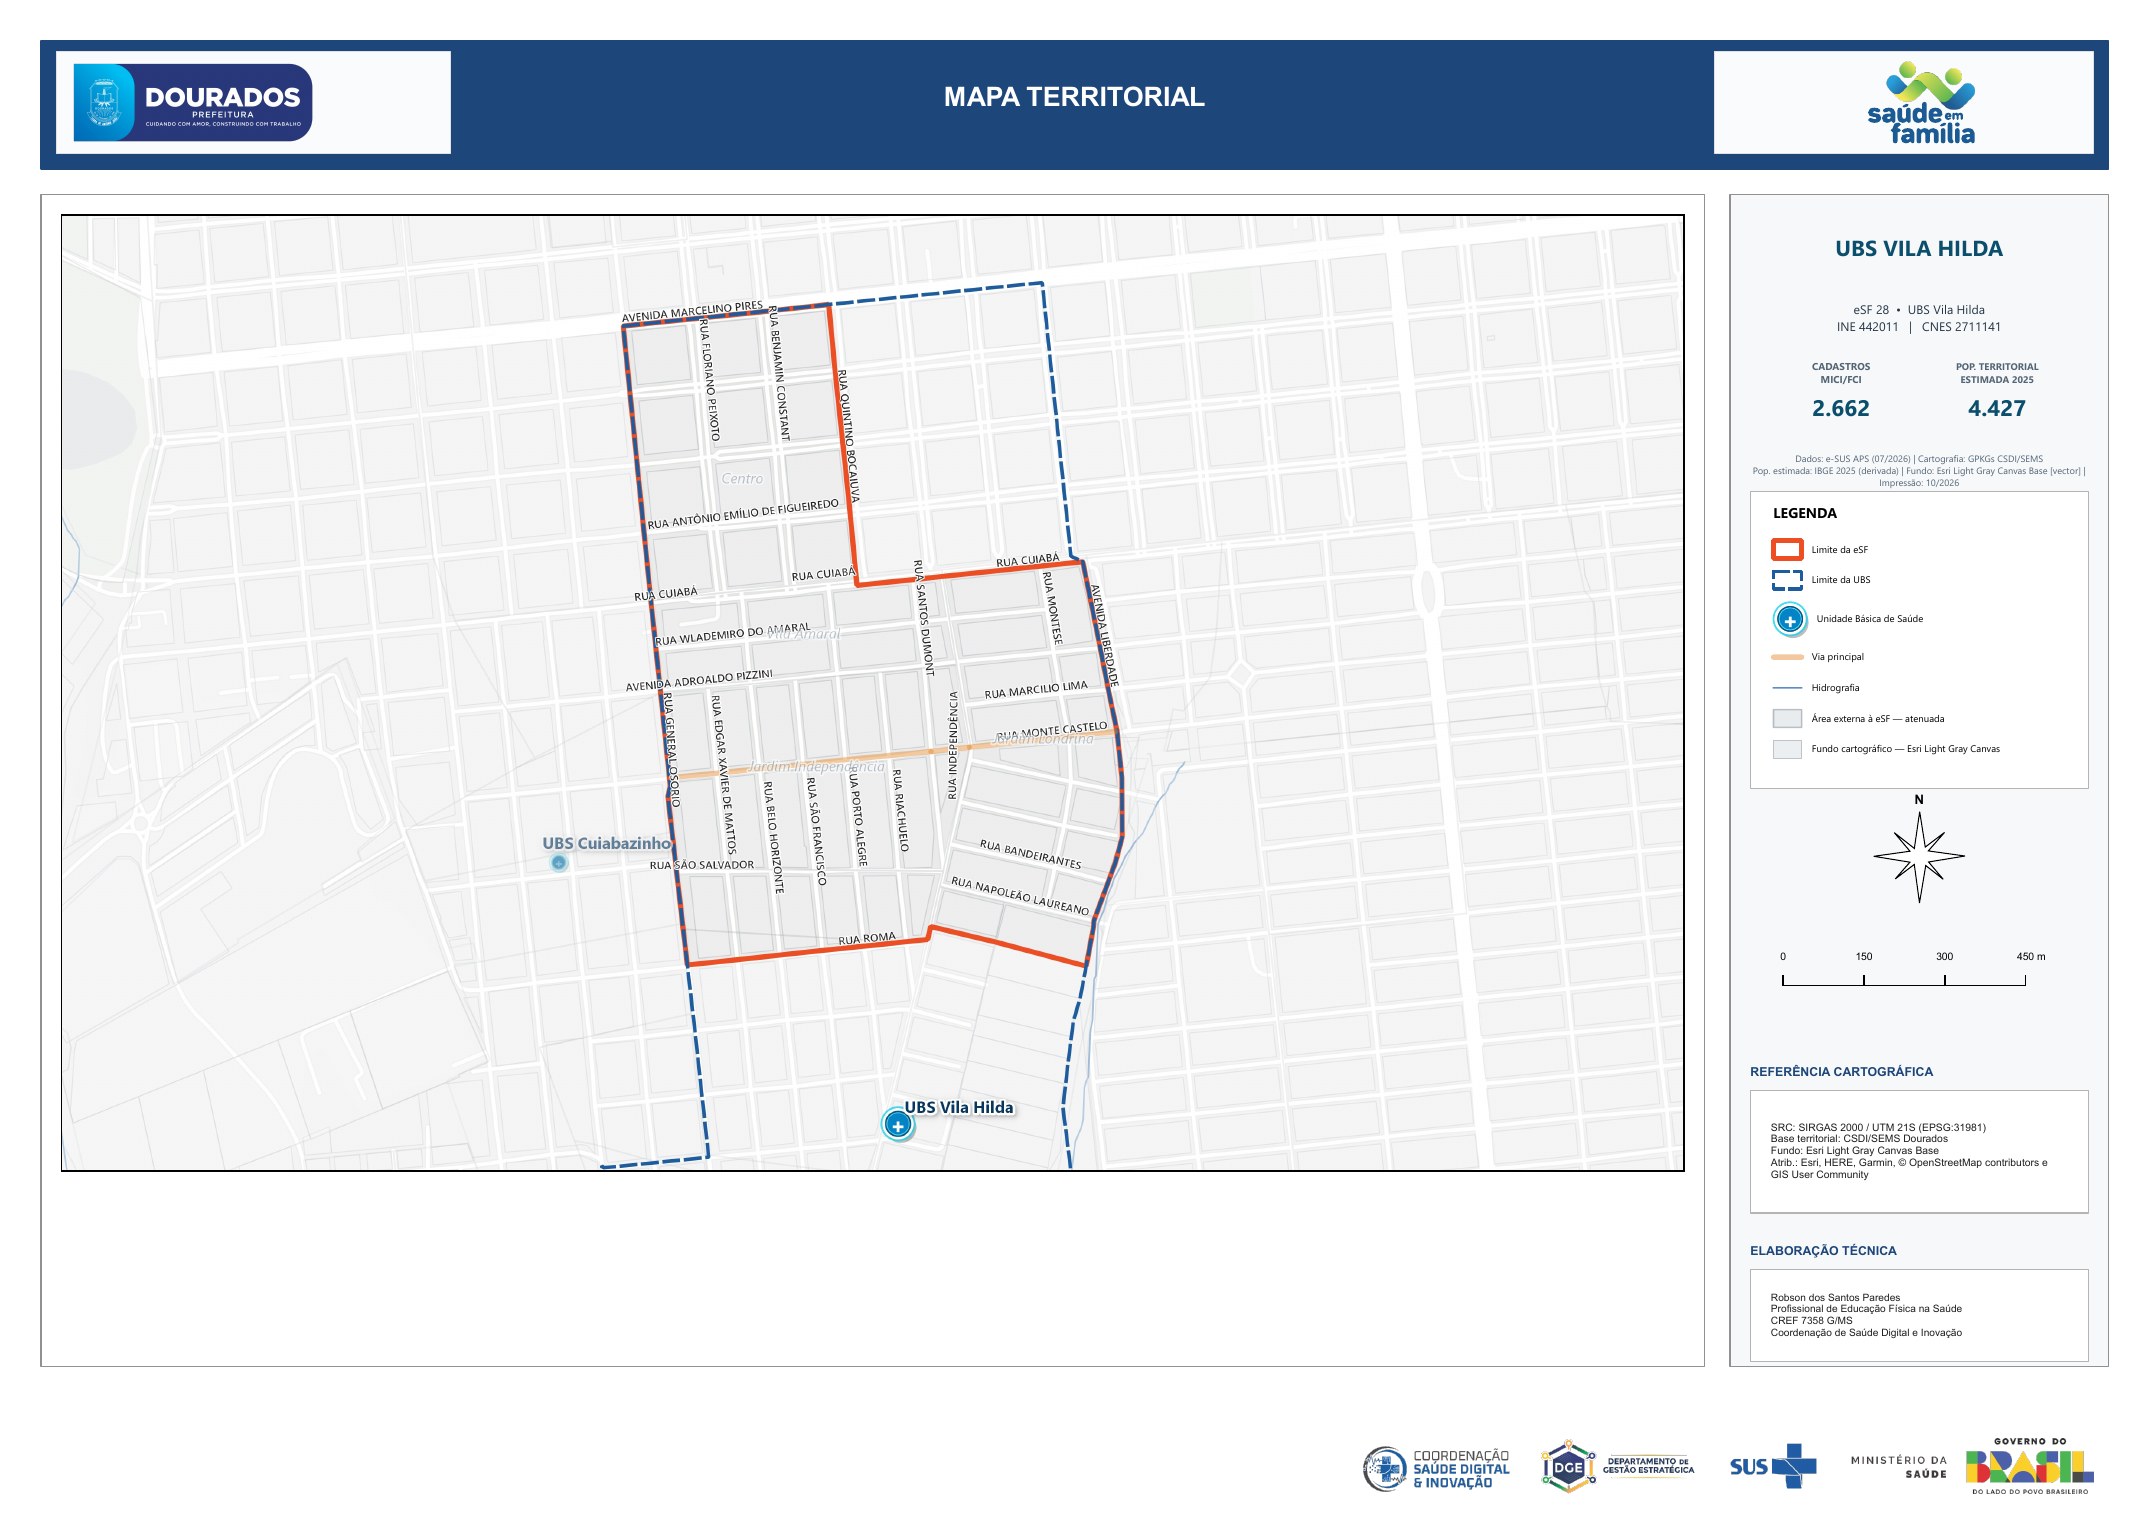 DOURADOS
PREFEITURA
CUIDANDO COM AMOR, CONSTRUINDO COM TRABALHO
MAPA TERRITORIAL
saúde em
família
AVENIDA MARCELINO PIRES
RUA FLORIANO PEIXOTO
RUA BENJAMIN CONSTANT
RUA QUINTINO BOCAIUVA
Centro
RUA ANTÔNIO EMÍLIO DE FIGUEIREDO
RUA CUIABÁ
RUA CUIABÁ
RUA CUIABÁ
RUA SANTOS DUMONT
RUA MONTESE
AVENIDA LIBERDADE
RUA WLADEMIRO DO AMARAL
Vila Amaral
AVENIDA ADROALDO PIZZINI
RUA MARCILIO LIMA
RUA GENERAL OSÓRIO
RUA EDGAR XAVIER DE MATTOS
RUA INDEPENDÊNCIA
RUA MONTE CASTELO
Jardim Londrina
Jardim Independência
RUA BELO HORIZONTE
RUA SÃO FRANCISCO
RUA PORTO ALEGRE
RUA RIACHUELO
UBS Cuiabazinho
RUA SÃO SALVADOR
RUA BANDEIRANTES
RUA NAPOLEÃO LAUREANO
RUA ROMA
UBS Vila Hilda
UBS VILA HILDA
eSF 28 • UBS Vila Hilda
INE 442011 | CNES 2711141
CADASTROS
MICI/FCI
2.662
POP. TERRITORIAL
ESTIMADA 2025
4.427
Dados: e-SUS APS (07/2026) | Cartografia: GPKGs CSDI/SEMS
Pop. estimada: IBGE 2025 (derivada) | Fundo: Esri Light Gray Canvas Base [vector] |
Impressão: 10/2026
LEGENDA
Limite da eSF
Limite da UBS
Unidade Básica de Saúde
Via principal
Hidrografia
Área externa à eSF — atenuada
Fundo cartográfico — Esri Light Gray Canvas
N
0 150 300 450 m
REFERÊNCIA CARTOGRÁFICA
SRC: SIRGAS 2000 / UTM 21S (EPSG:31981)
Base territorial: CSDI/SEMS Dourados
Fundo: Esri Light Gray Canvas Base
Atrib.: Esri, HERE, Garmin, © OpenStreetMap contributors e
GIS User Community
ELABORAÇÃO TÉCNICA
Robson dos Santos Paredes
Profissional de Educação Física na Saúde
CREF 7358 G/MS
Coordenação de Saúde Digital e Inovação
COORDENAÇÃO
SAÚDE DIGITAL
& INOVAÇÃO
DGE
DEPARTAMENTO DE
GESTÃO ESTRATÉGICA
SUS
MINISTÉRIO DA
SAÚDE
GOVERNO DO
BRASIL
DO LADO DO POVO BRASILEIRO